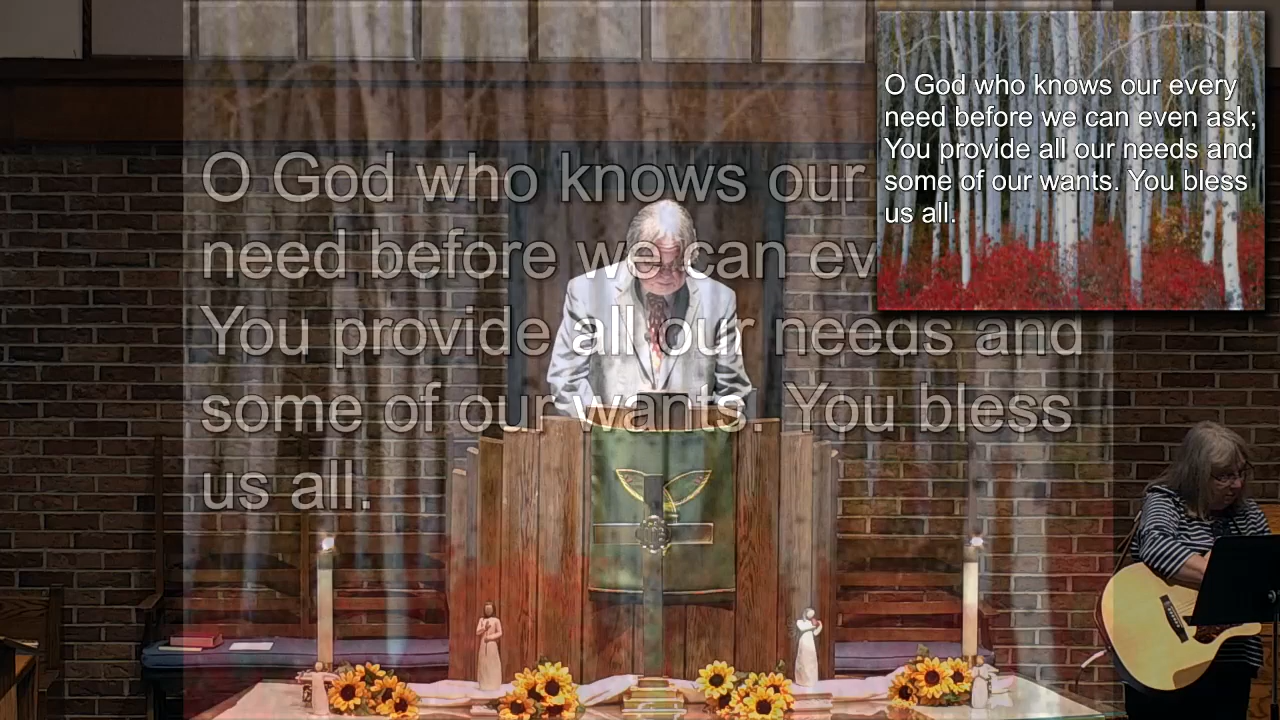 O God who knows our every
need before we can even ask;
You provide all our needs and
some of our wants. You bless
us all.
O God who knows our
need before we can ev
You provide all our needs and
some of our wants. You bless
us all.